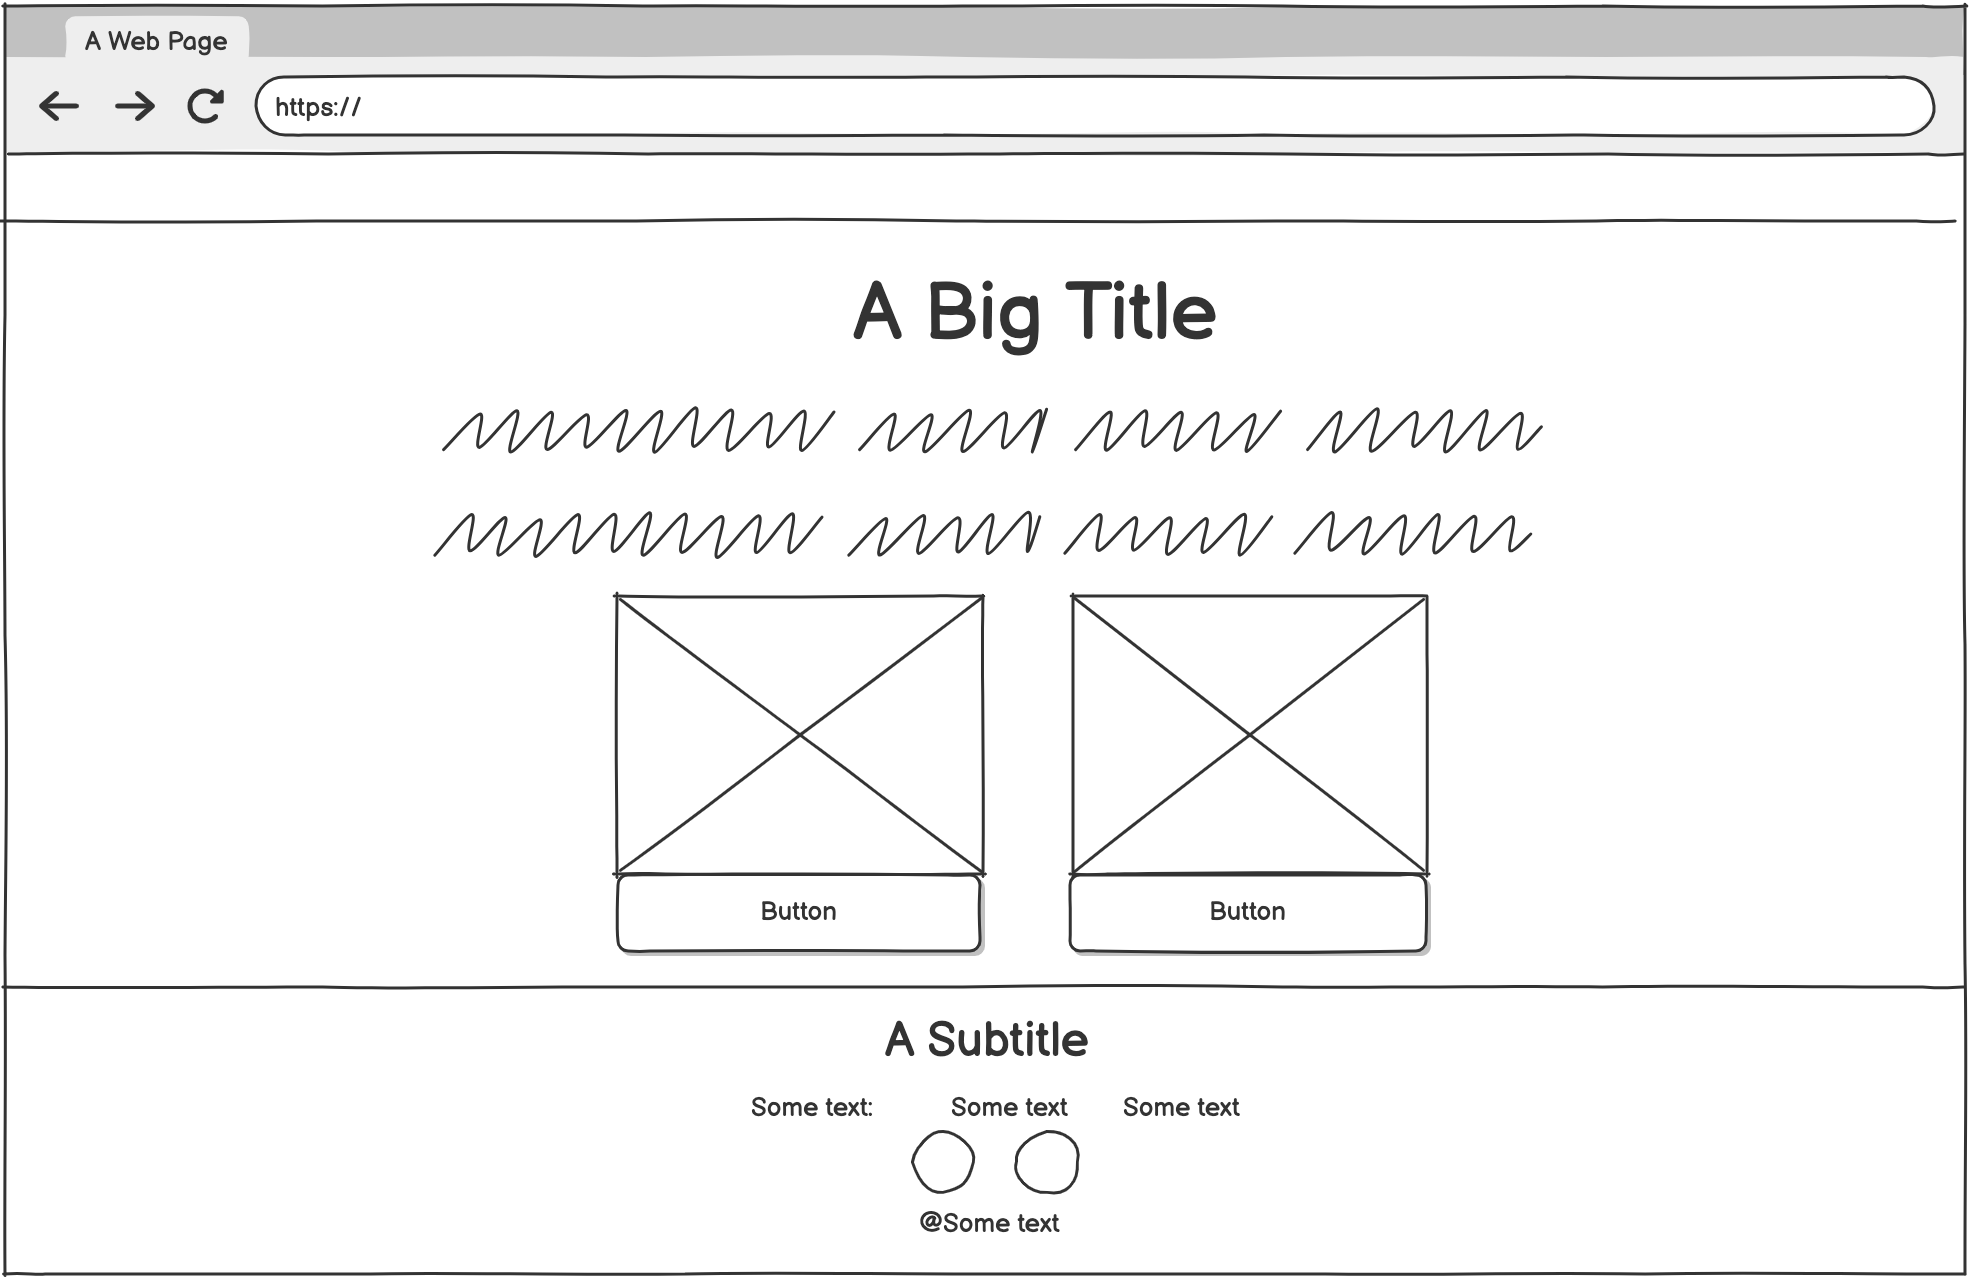 A Web Page
https://
A Big Title
Button
Button
A Subtitle
Some text: Some text Some text
@Some text